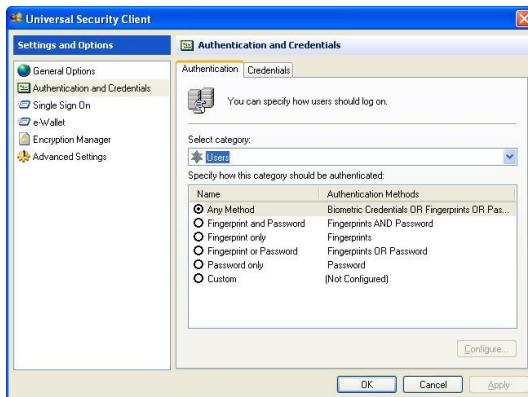 Universal Security Client
Settings and Options
Authentication and Credentials
General Options
Authentication and Credentials
Single Sign On
e-Wallet
Encryption Manager
Advanced Settings
Authentication
Credentials
You can specify how users should log on.
Select category:
Users
Specify how this category should be authenticated:
Name Authentication Methods
Any Method Biometric Credentials OR Fingerprints OR Pas...
Fingerprint and Password Fingerprints AND Password
Fingerprint only Fingerprints
Fingerprint or Password Fingerprints OR Password
Password only Password
Custom (Not Configured)
Configure...
OK Cancel Apply